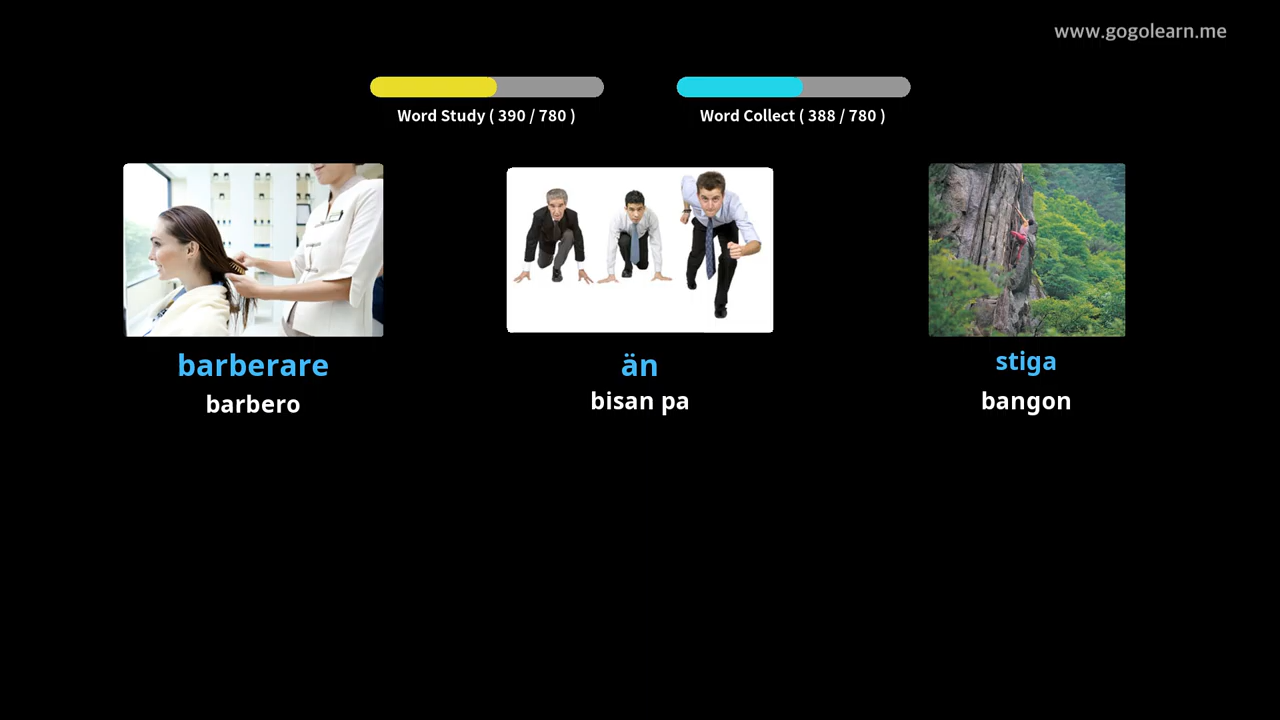 www.gogolearn.me
Word Study ( 390 / 780 )
Word Collect ( 388 / 780 )
barberare
barbero
än
bisan pa
stiga
bangon